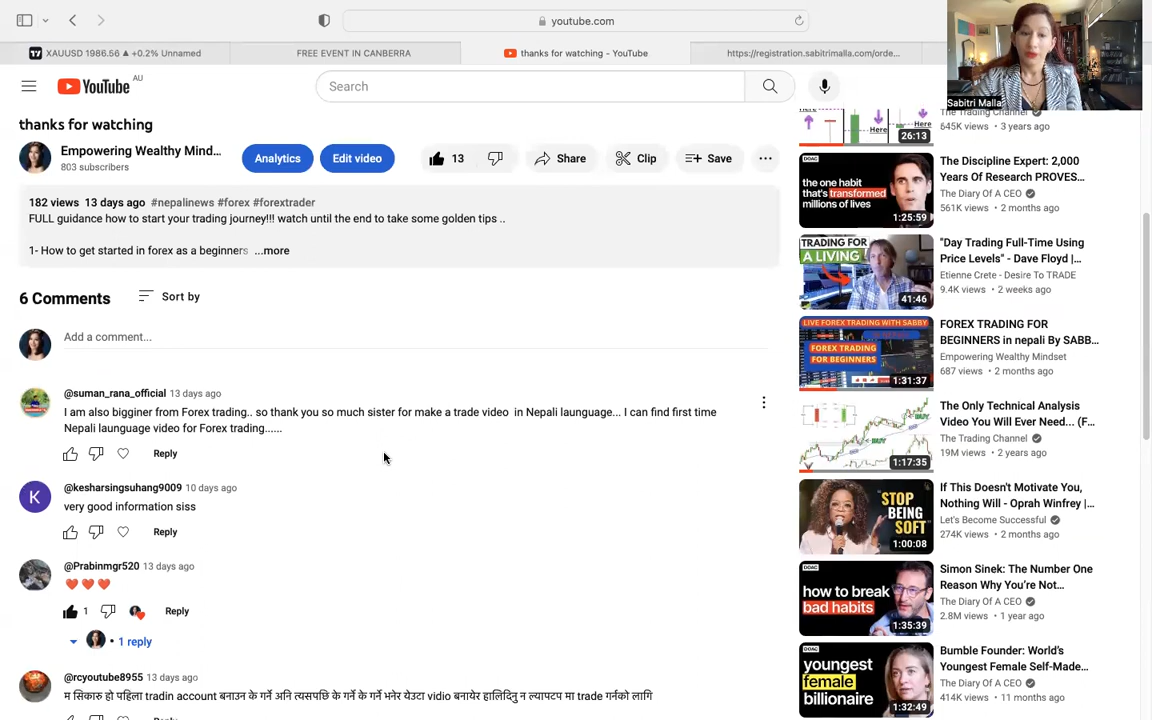 youtube.com
XAUUSD 1986.56 ▲ +0.2% Unnamed
FREE EVENT IN CANBERRA
thanks for watching - YouTube
https://registration.sabitrimalla.com/orde...
Sabitri Malla
YouTube AU
Search
thanks for watching
Empowering Wealthy Mind...
803 subscribers
Analytics
Edit video
13
Share
Clip
Save
182 views 13 days ago #nepalinews #forex #forextrader
FULL guidance how to start your trading journey!!! watch until the end to take some golden tips ..
1- How to get started in forex as a beginners ...more
6 Comments
Sort by
Add a comment...
@suman_rana_official 13 days ago
I am also bigginer from Forex trading.. so thank you so much sister for make a trade video in Nepali launguage... I can find first time
Nepali launguage video for Forex trading......
Reply
K
@kesharsingsuhang9009 10 days ago
very good information siss
Reply
@Prabinmgr520 13 days ago
❤️❤️❤️
1
Reply
• 1 reply
@rcyoutube8955 13 days ago
म सिकारु हो पहिला tradin account बनाउन के गर्ने अनि त्यसपछि के गर्ने के गर्ने भनेर येउटा vidio बनायेर हालिदिनु न ल्यापटप मा trade गर्नको लागि
Here
Here
26:13
The Trading Channel
645K views • 3 years ago
DOAC
the one habit
that's transformed
millions of lives
1:25:59
The Discipline Expert: 2,000
Years Of Research PROVES...
The Diary Of A CEO
561K views • 2 months ago
TRADING FOR
A LIVING
41:46
"Day Trading Full-Time Using
Price Levels" - Dave Floyd |...
Etienne Crete - Desire To TRADE
9.4K views • 2 weeks ago
LIVE FOREX TRADING WITH SABBY
FOREX TRADING
FOR BEGINNERS
1:31:37
FOREX TRADING FOR
BEGINNERS in nepali By SABB...
Empowering Wealthy Mindset
687 views • 2 months ago
BUY
BUY
1:17:35
The Only Technical Analysis
Video You Will Ever Need... (F...
The Trading Channel
19M views • 2 years ago
"STOP
BEING
SOFT"
1:00:08
If This Doesn't Motivate You,
Nothing Will - Oprah Winfrey |...
Let's Become Successful
274K views • 2 months ago
DOAC
how to break
bad habits
1:35:39
Simon Sinek: The Number One
Reason Why You're Not...
The Diary Of A CEO
2.8M views • 1 year ago
DOAC
youngest
female
billionaire
1:32:49
Bumble Founder: World's
Youngest Female Self-Made...
The Diary Of A CEO
414K views • 11 months ago